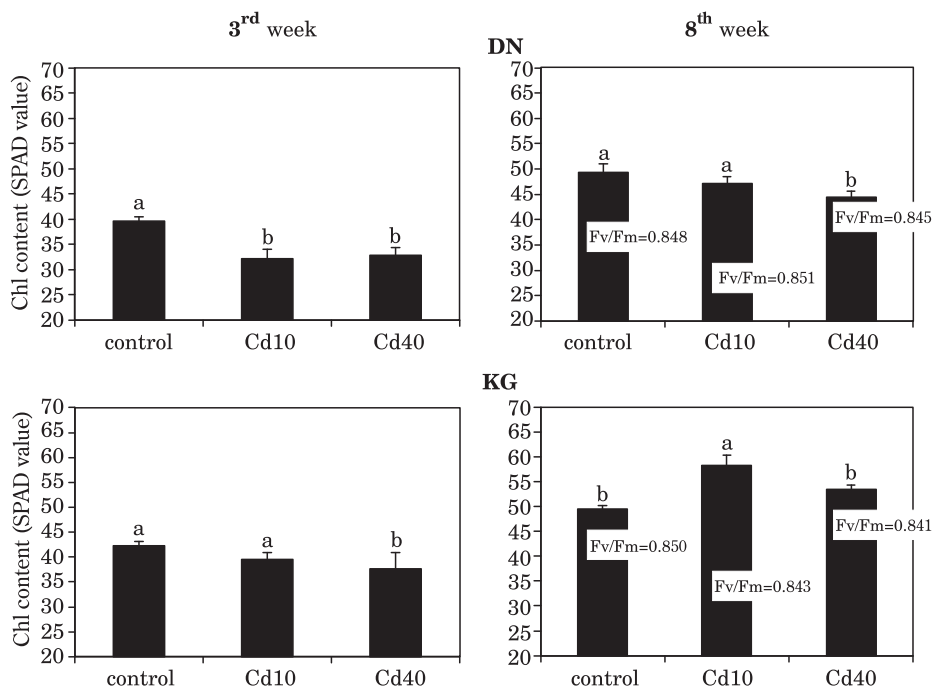 3rd week
8th week
DN
Chl content (SPAD value)
70
65
60
55
50
45
40
35
30
25
20
a
b
b
control
Cd10
Cd40
70
65
60
55
50
45
40
35
30
25
20
a
a
b
Fv/Fm=0.848
Fv/Fm=0.851
Fv/Fm=0.845
control
Cd10
Cd40
KG
Chl content (SPAD value)
70
65
60
55
50
45
40
35
30
25
20
a
a
b
control
Cd10
Cd40
70
65
60
55
50
45
40
35
30
25
20
b
a
b
Fv/Fm=0.850
Fv/Fm=0.843
Fv/Fm=0.841
control
Cd10
Cd40